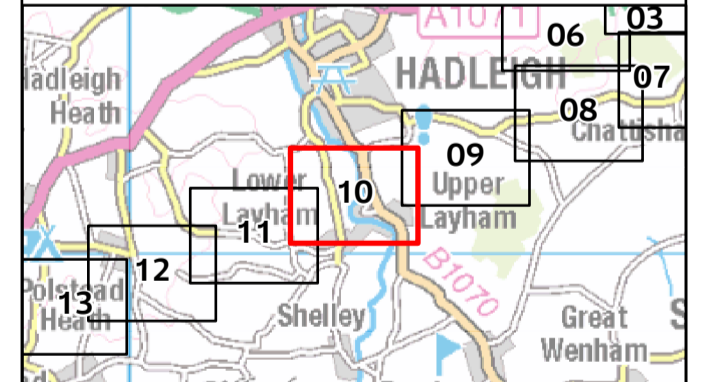 A1071
03
06
Hadleigh
Heath
HADLEIGH
07
08
Chattisha
09
Upper
Layham
Lower
Layham
10
11
12
B1070
Polstead
Heath
13
Shelley
Great
Wenham
S